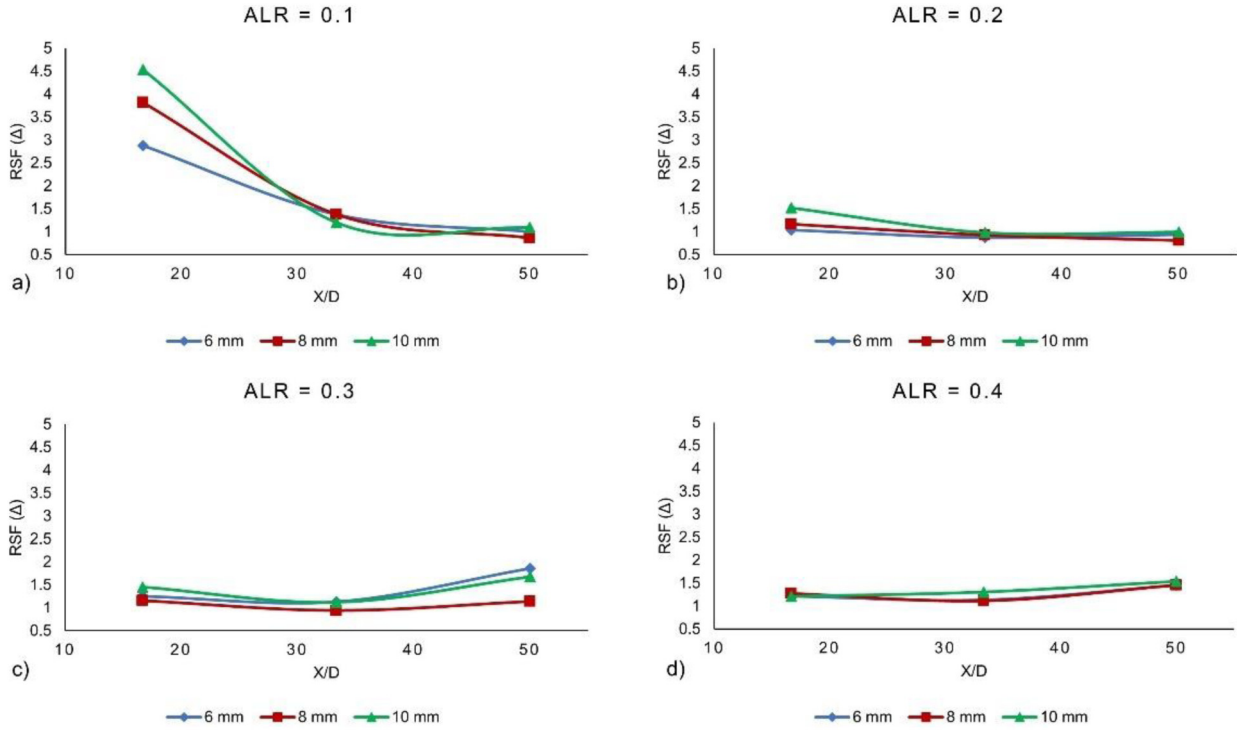 ALR = 0.1
5
4.5
4
3.5
3
2.5
2
1.5
1
0.5
RSF (Δ)
10 20 30 40 50
X/D
a)
6 mm 8 mm 10 mm
ALR = 0.2
5
4.5
4
3.5
3
2.5
2
1.5
1
0.5
RSF (Δ)
10 20 30 40 50
X/D
b)
6 mm 8 mm 10 mm
ALR = 0.3
5
4.5
4
3.5
3
2.5
2
1.5
1
0.5
RSF (Δ)
10 20 30 40 50
X/D
c)
6 mm 8 mm 10 mm
ALR = 0.4
5
4.5
4
3.5
3
2.5
2
1.5
1
0.5
RSF (Δ)
10 20 30 40 50
X/D
d)
6 mm 8 mm 10 mm